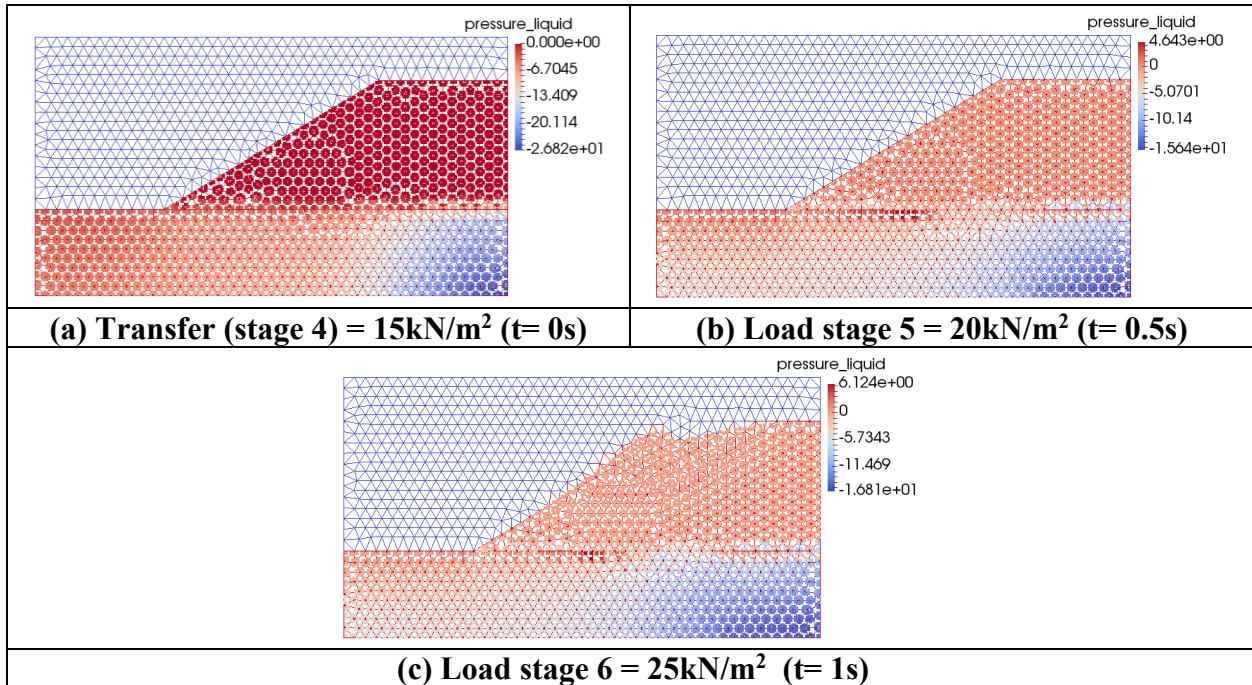 pressure_liquid
0.000e+00
-6.7045
-13.409
-20.114
-2.682e+01
(a) Transfer (stage 4) = 15kN/m² (t= 0s)
pressure_liquid
4.643e+00
0
-5.0701
-10.14
-1.564e+01
(b) Load stage 5 = 20kN/m² (t= 0.5s)
pressure_liquid
6.124e+00
0
-5.7343
-11.469
-1.681e+01
(c) Load stage 6 = 25kN/m² (t= 1s)